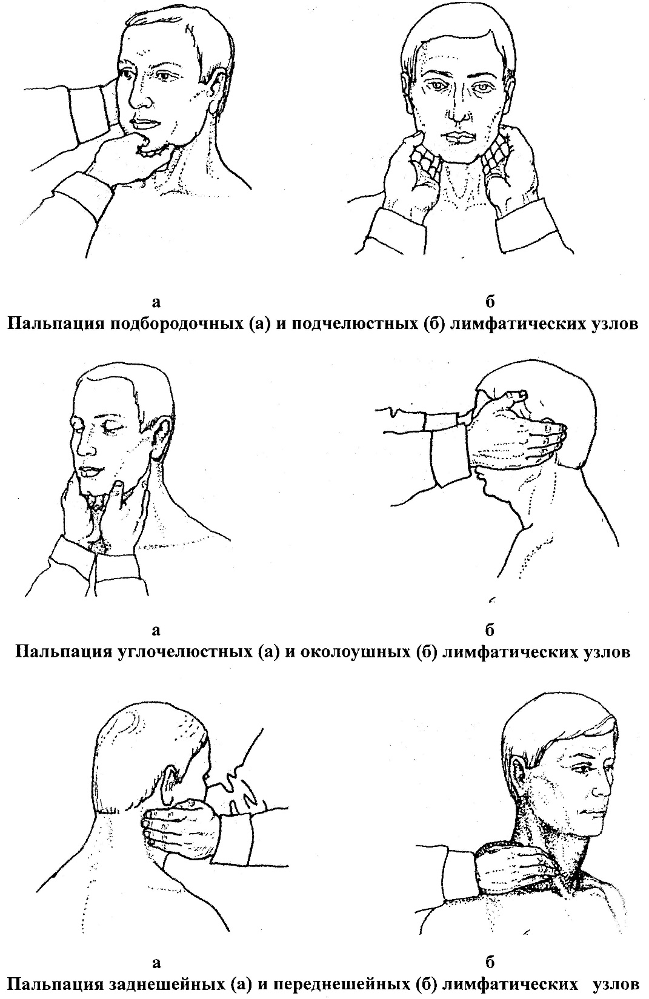 а б
Пальпация подбородочных (а) и подчелюстных (б) лимфатических узлов
а б
Пальпация углочелюстных (а) и околоушных (б) лимфатических узлов
а б
Пальпация заднешейных (а) и переднешейных (б) лимфатических узлов